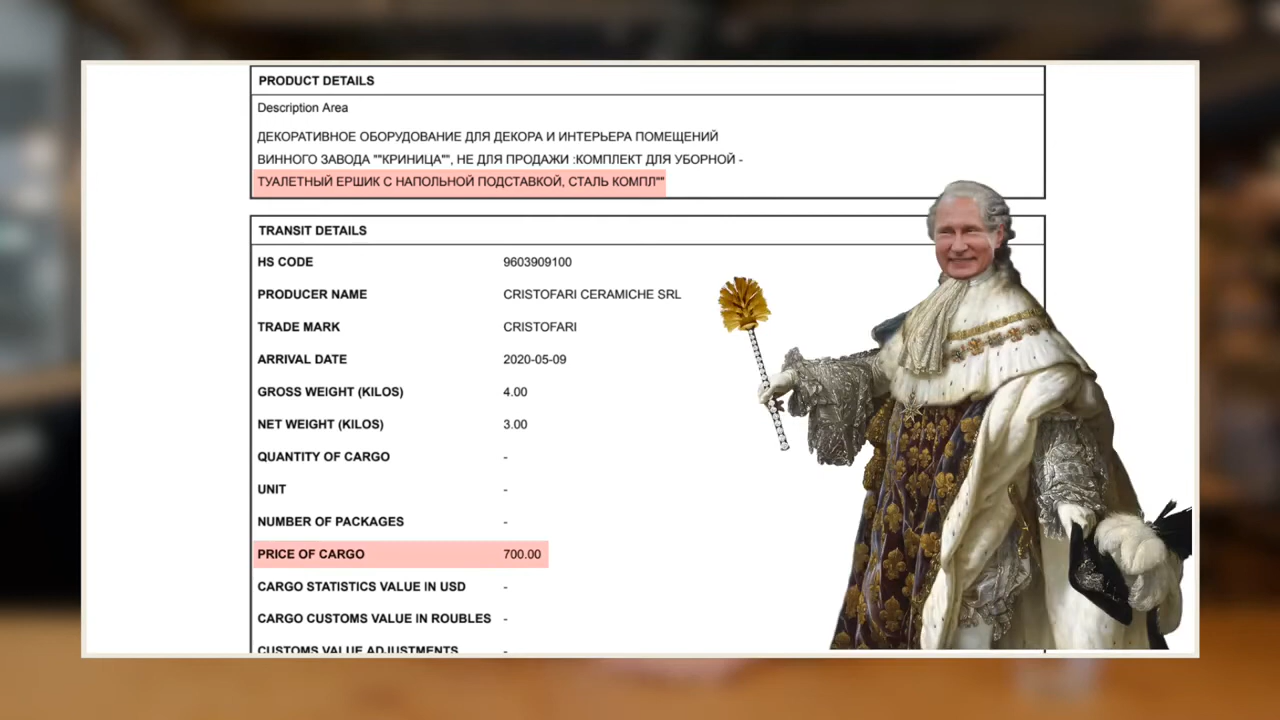 PRODUCT DETAILS
Description Area
ДЕКОРАТИВНОЕ ОБОРУДОВАНИЕ ДЛЯ ДЕКОРА И ИНТЕРЬЕРА ПОМЕЩЕНИЙ
ВИННОГО ЗАВОДА ""КРИНИЦА"", НЕ ДЛЯ ПРОДАЖИ :КОМПЛЕКТ ДЛЯ УБОРНОЙ -
ТУАЛЕТНЫЙ ЕРШИК С НАПОЛЬНОЙ ПОДСТАВКОЙ, СТАЛЬ КОМПЛ""
TRANSIT DETAILS
HS CODE 9603909100
PRODUCER NAME CRISTOFARI CERAMICHE SRL
TRADE MARK CRISTOFARI
ARRIVAL DATE 2020-05-09
GROSS WEIGHT (KILOS) 4.00
NET WEIGHT (KILOS) 3.00
QUANTITY OF CARGO -
UNIT -
NUMBER OF PACKAGES -
PRICE OF CARGO 700.00
CARGO STATISTICS VALUE IN USD -
CARGO CUSTOMS VALUE IN ROUBLES -
CUSTOMS VALUE ADJUSTMENTS -